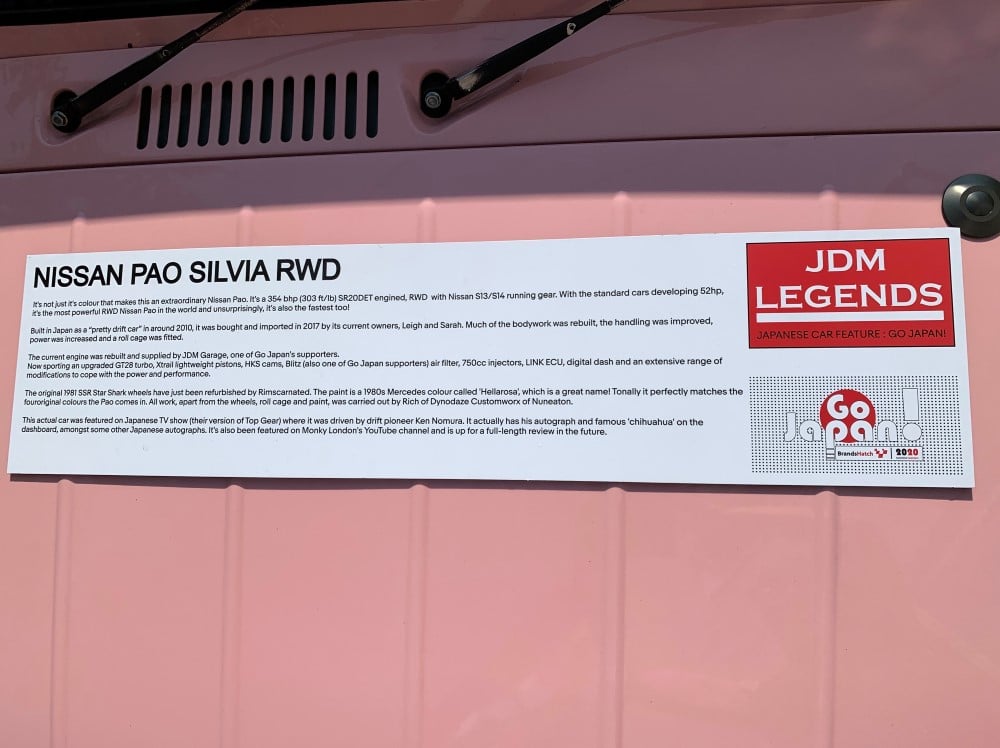 NISSAN PAO SILVIA RWD
It's not just it's colour that makes this an extraordinary Nissan Pao. It's a 354 bhp (303 ft/lb) SR20DET engined, RWD with Nissan S13/S14 running gear. With the standard cars developing 52hp,
it's the most powerful RWD Nissan Pao in the world and unsurprisingly, it's also the fastest too!
Built in Japan as a "pretty drift car" in around 2010, it was bought and imported in 2017 by its current owners, Leigh and Sarah. Much of the bodywork was rebuilt, the handling was improved,
power was increased and a roll cage was fitted.
The current engine was rebuilt and supplied by JDM Garage, one of Go Japan's supporters.
Now sporting an upgraded GT28 turbo, Xtrail lightweight pistons, HKS cams, Blitz (also one of Go Japan supporters) air filter, 750cc injectors, LINK ECU, digital dash and an extensive range of
modifications to cope with the power and performance.
The original 1981 SSR Star Shark wheels have just been refurbished by Rimscarnated. The paint is a 1980s Mercedes colour called 'Hellarosa', which is a great name! Tonally it perfectly matches the
fouroriginal colours the Pao comes in. All work, apart from the wheels, roll cage and paint, was carried out by Rich of Dynodaze Customworx of Nuneaton.
This actual car was featured on Japanese TV show (their version of Top Gear) where it was driven by drift pioneer Ken Nomura. It actually has his autograph and famous 'chihuahua' on the
dashboard, amongst some other Japanese autographs. It's also been featured on Monky London's YouTube channel and is up for a full-length review in the future.
JDM
LEGENDS
JAPANESE CAR FEATURE : GO JAPAN!
Go
Japan!
BrandsHatch 2020